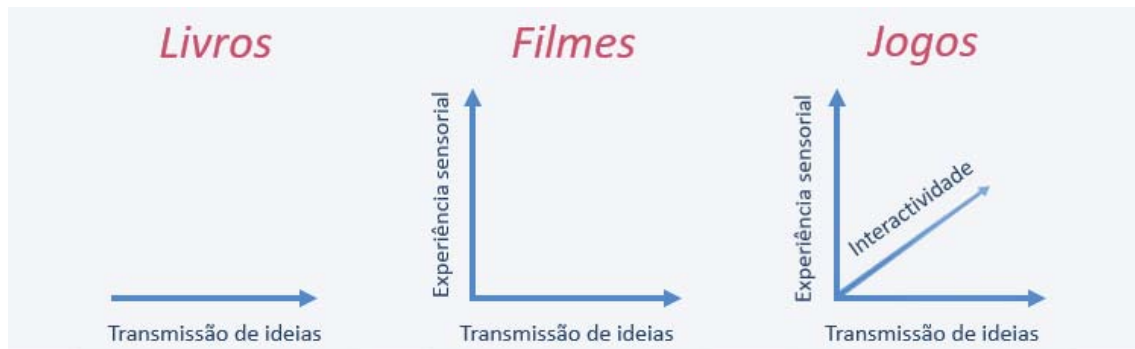 Livros
Filmes
Jogos
Experiência sensorial
Experiência sensorial
Interactividade
Transmissão de ideias
Transmissão de ideias
Transmissão de ideias